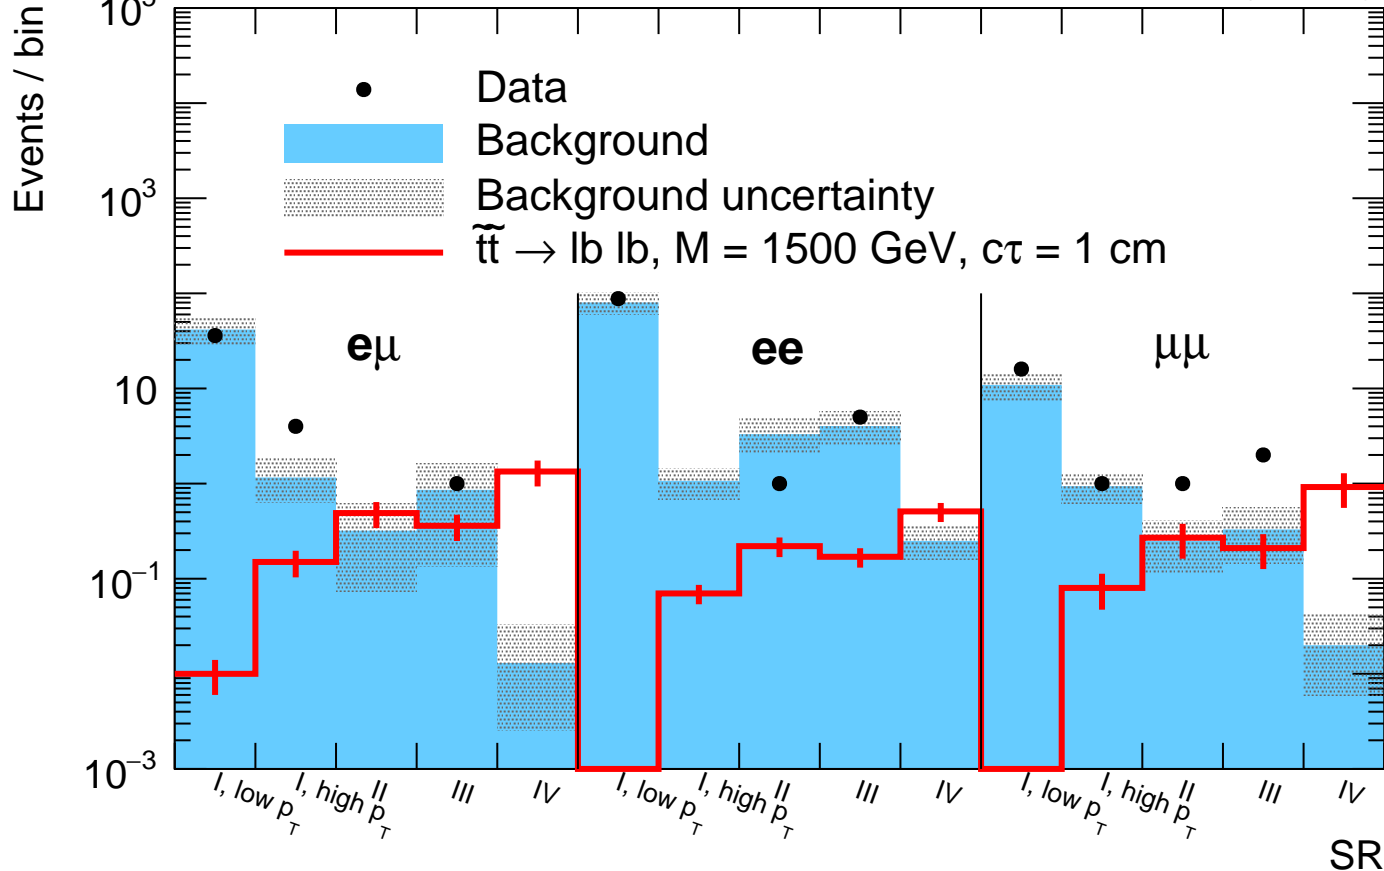 Events / bin
10⁵
10³
10
10⁻¹
10⁻³
Data
Background
Background uncertainty
t̃t̃ → lb lb, M = 1500 GeV, cτ = 1 cm
eμ
ee
μμ
I, low p_T
I, high p_T
II
III
IV
I, low p_T
I, high p_T
II
III
IV
I, low p_T
I, high p_T
II
III
IV
SR